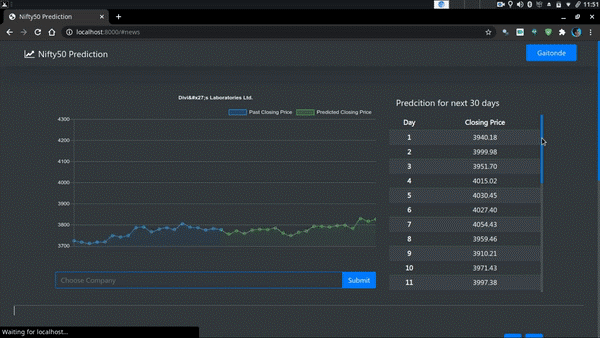 11:51
Nifty50 Prediction
localhost:8000/#news
Nifty50 Prediction
Gaitonde
Divi&#x27;s Laboratories Ltd.
Past Closing Price
Predicted Closing Price
4300
4200
4100
4000
3900
3800
3700
Choose Company
Submit
Predcition for next 30 days
Day Closing Price
1 3940.18
2 3999.98
3 3951.70
4 4015.02
5 4030.45
6 4027.40
7 4054.43
8 3959.46
9 3910.21
10 3971.43
11 3997.38
Waiting for localhost...